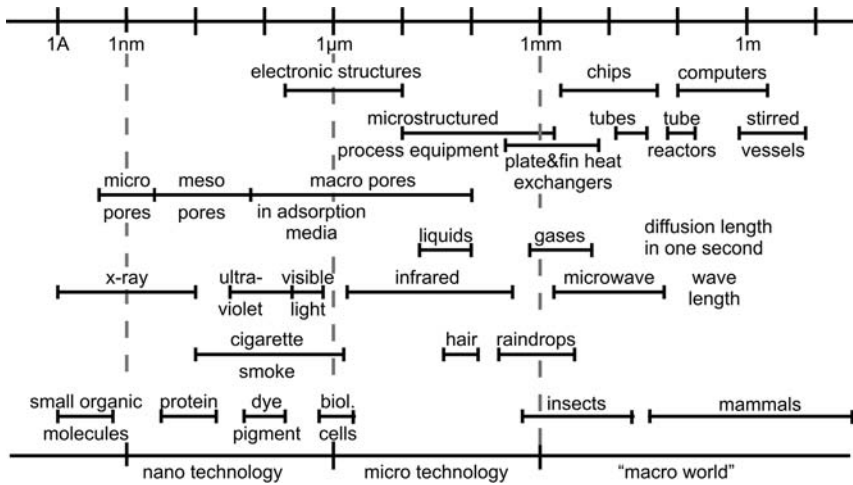 1A 1nm 1µm 1mm 1m
electronic structures chips computers
microstructured tubes tube stirred
process equipment plate&fin heat reactors vessels
exchangers
micro meso macro pores
pores pores in adsorption
media
liquids gases diffusion length
in one second
x-ray ultra- visible infrared microwave wave
violet light length
cigarette hair raindrops
smoke
small organic protein dye biol. insects mammals
molecules pigment cells
nano technology micro technology "macro world"